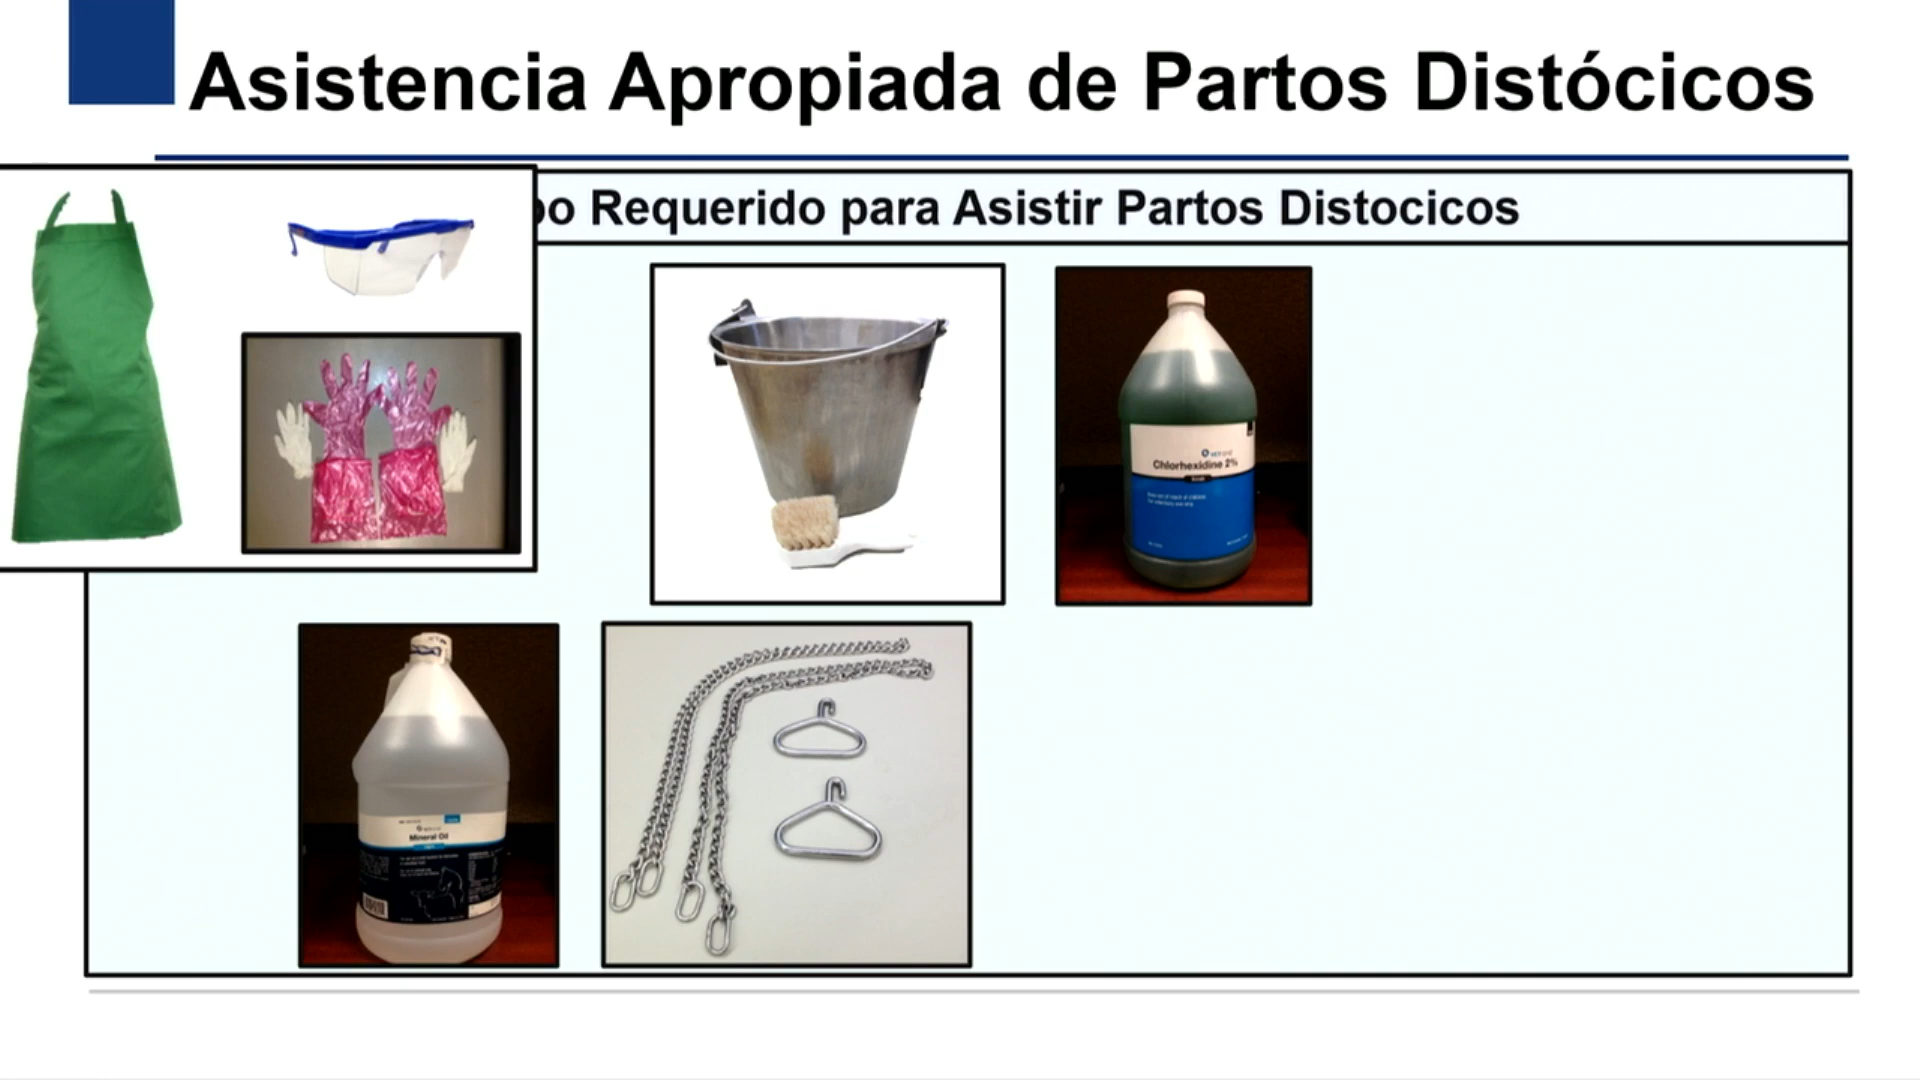 Asistencia Apropiada de Partos Distócicos
po Requerido para Asistir Partos Distocicos
Chlorhexidine 2%
Mineral Oil